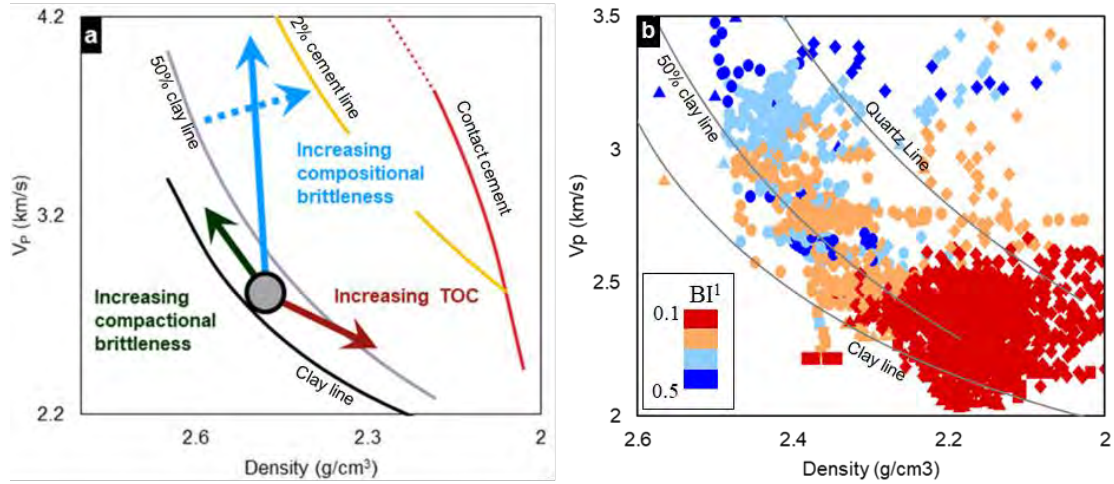 a
4.2
3.2
2.2
V_P (km/s)
2.6
2.3
2
Density (g/cm³)
50% clay line
2% cement line
Contact cement
Increasing
compositional
brittleness
Increasing
compactional
brittleness
Increasing TOC
Clay line
b
3.5
3
2.5
2
Vp (km/s)
2.6
2.4
2.2
2
Density (g/cm3)
50% clay line
Quartz Line
Clay line
BI¹
0.1
0.5